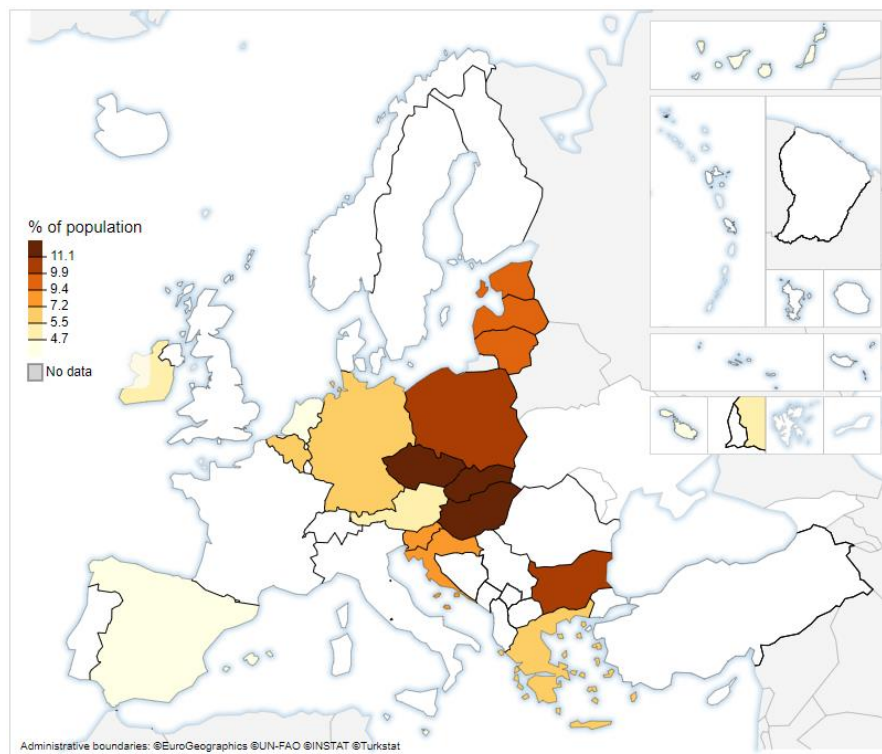 % of population
11.1
9.9
9.4
7.2
5.5
4.7
No data
Administrative boundaries: ©EuroGeographics ©UN-FAO ©INSTAT ©Turkstat